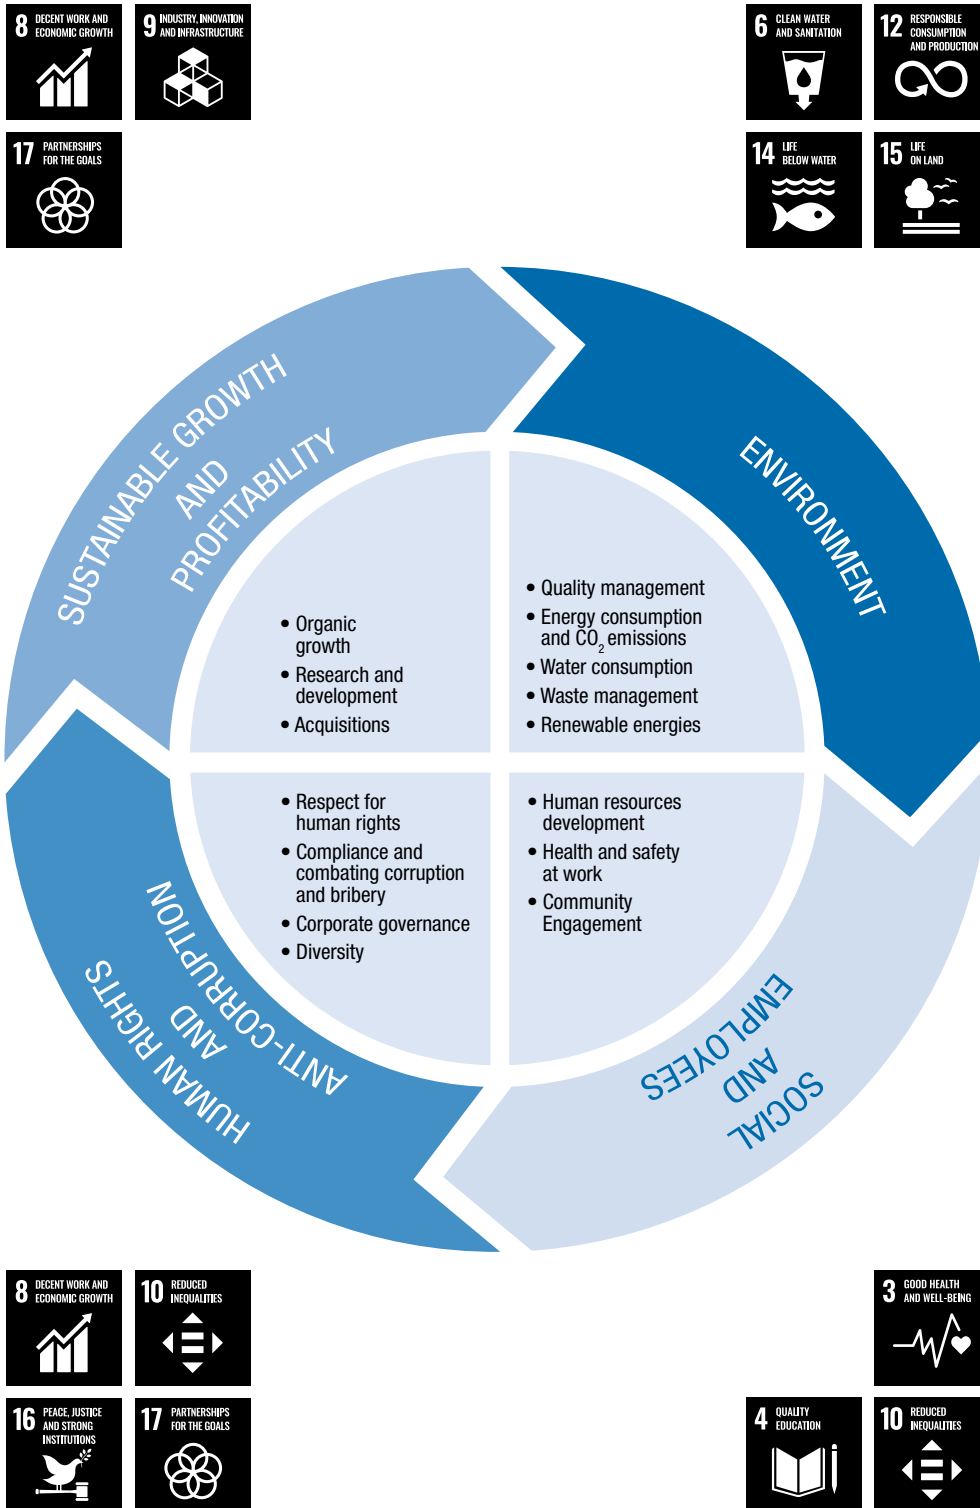 8 DECENT WORK AND
ECONOMIC GROWTH
9 INDUSTRY, INNOVATION
AND INFRASTRUCTURE
17 PARTNERSHIPS
FOR THE GOALS
6 CLEAN WATER
AND SANITATION
12 RESPONSIBLE
CONSUMPTION
AND PRODUCTION
14 LIFE
BELOW WATER
15 LIFE
ON LAND
SUSTAINABLE GROWTH
AND
PROFITABILITY
ENVIRONMENT
• Organic
growth
• Research and
development
• Acquisitions
• Quality management
• Energy consumption
and CO₂ emissions
• Water consumption
• Waste management
• Renewable energies
• Respect for
human rights
• Compliance and
combating corruption
and bribery
• Corporate governance
• Diversity
• Human resources
development
• Health and safety
at work
• Community
Engagement
HUMAN RIGHTS
AND
ANTI-CORRUPTION
SOCIAL
AND
EMPLOYEES
8 DECENT WORK AND
ECONOMIC GROWTH
10 REDUCED
INEQUALITIES
16 PEACE, JUSTICE
AND STRONG
INSTITUTIONS
17 PARTNERSHIPS
FOR THE GOALS
3 GOOD HEALTH
AND WELL-BEING
4 QUALITY
EDUCATION
10 REDUCED
INEQUALITIES